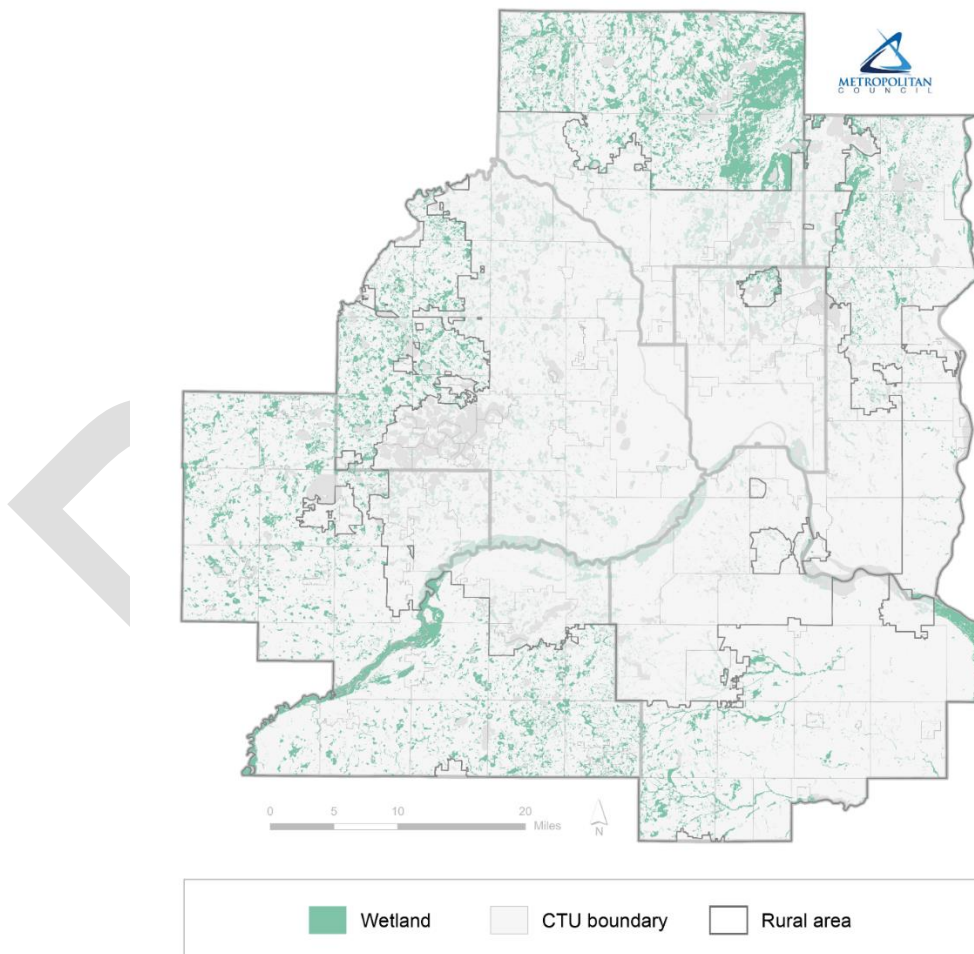 METROPOLITAN
COUNCIL
0 5 10 20
Miles
N
Wetland CTU boundary Rural area